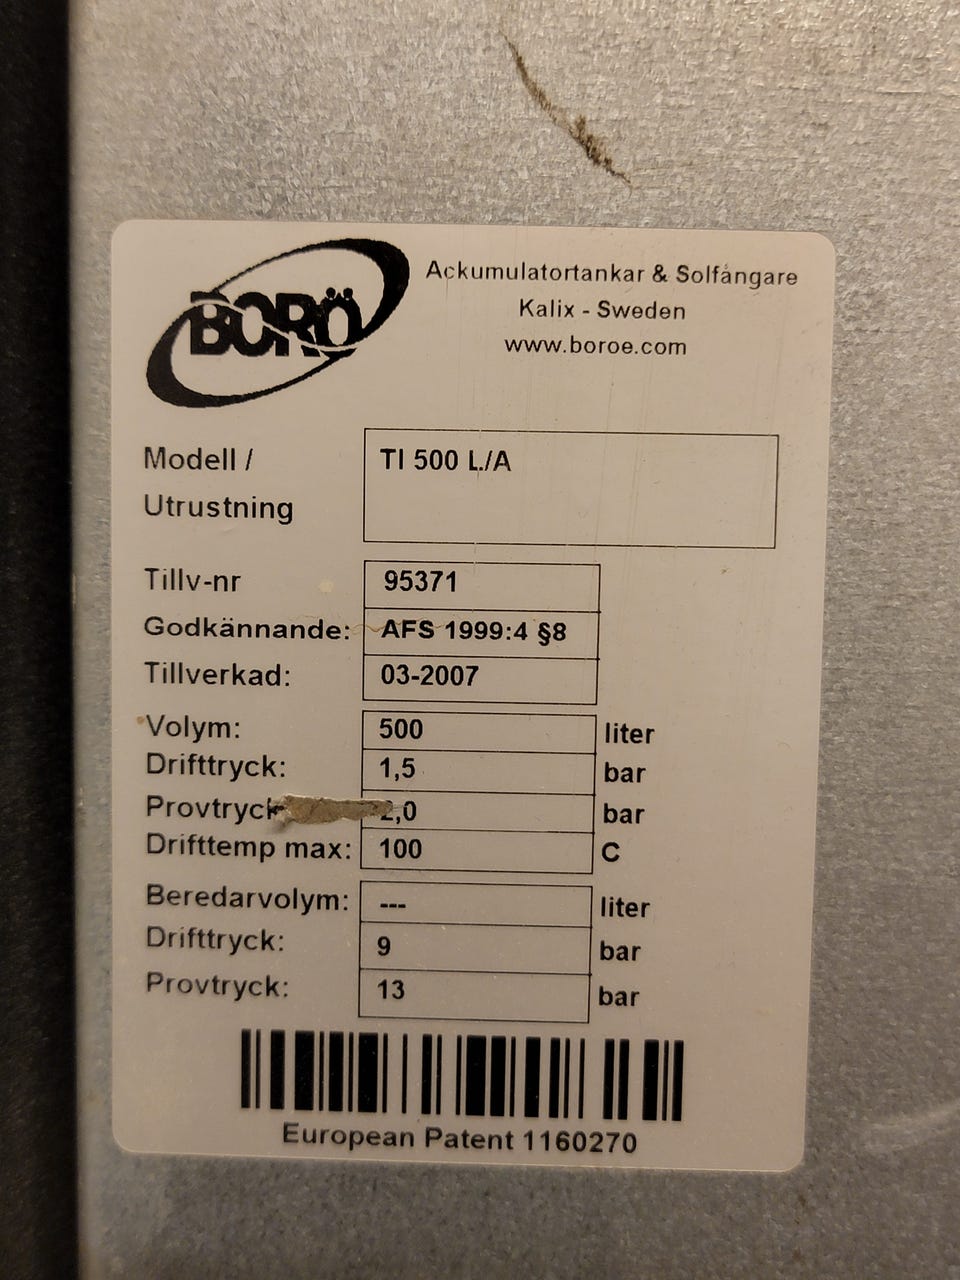 BORÖ
Ackumulatortankar & Solfångare
Kalix - Sweden
www.boroe.com
Modell / TI 500 L/A
Utrustning
Tillv-nr 95371
Godkännande: AFS 1999:4 §8
Tillverkad: 03-2007
Volym: 500 liter
Drifttryck: 1,5 bar
Provtryck 2,0 bar
Drifttemp max: 100 C
Beredarvolym: --- liter
Drifttryck: 9 bar
Provtryck: 13 bar
European Patent 1160270